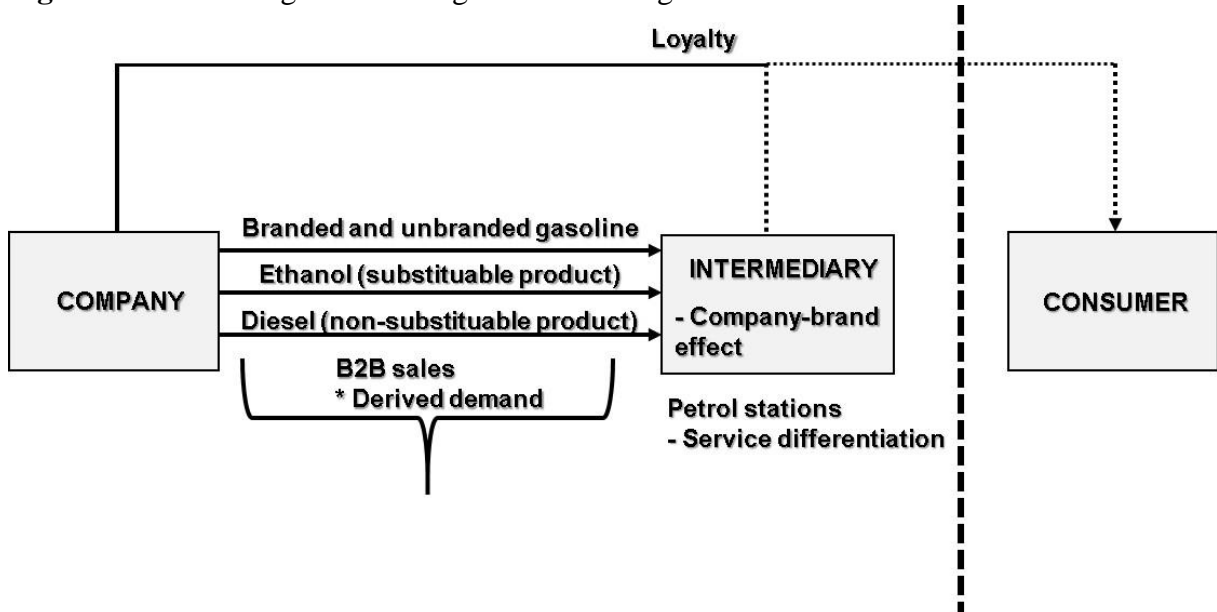 Loyalty
Branded and unbranded gasoline
Ethanol (substituable product)
Diesel (non-substituable product)
COMPANY
B2B sales
* Derived demand
INTERMEDIARY
- Company-brand
effect
Petrol stations
- Service differentiation
CONSUMER